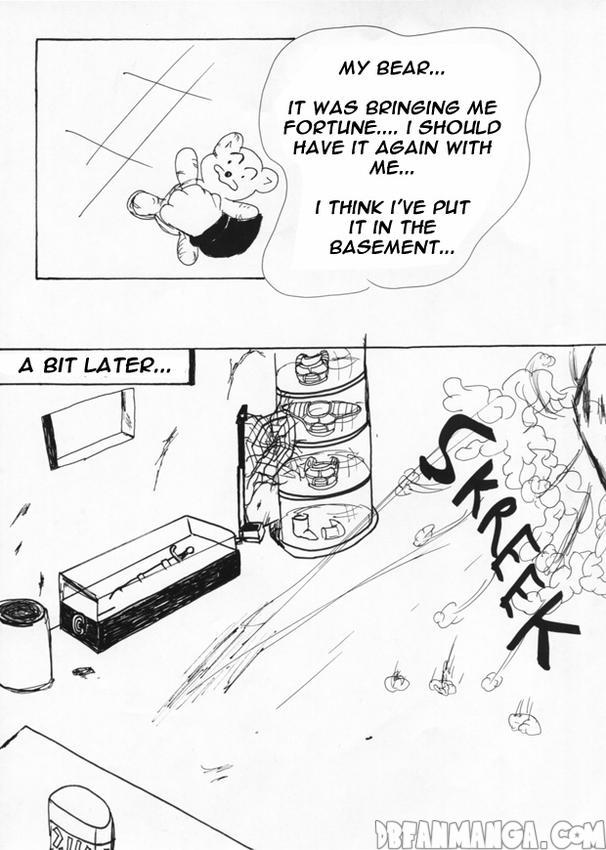 MY BEAR...
IT WAS BRINGING ME
FORTUNE.... I SHOULD
HAVE IT AGAIN WITH
ME...
I THINK I'VE PUT
IT IN THE
BASEMENT...
A BIT LATER...
SKREEK
C
DBFANMANGA.COM